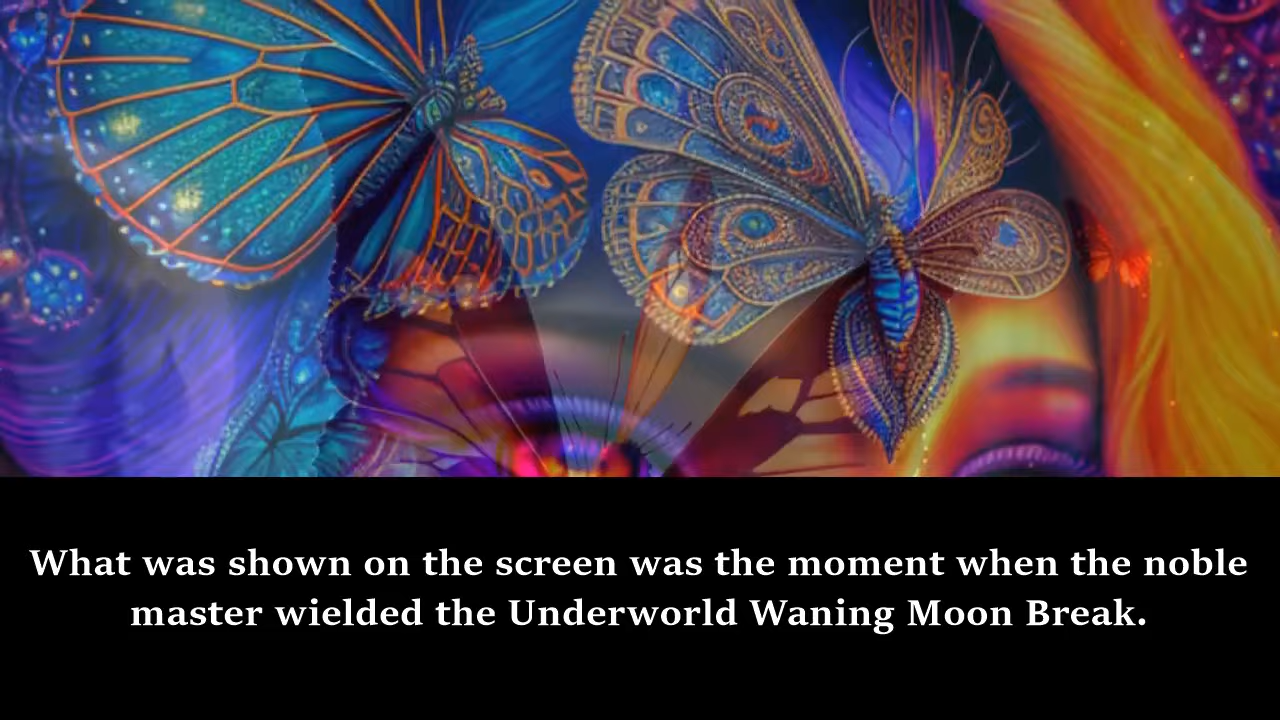 What was shown on the screen was the moment when the noble
master wielded the Underworld Waning Moon Break.